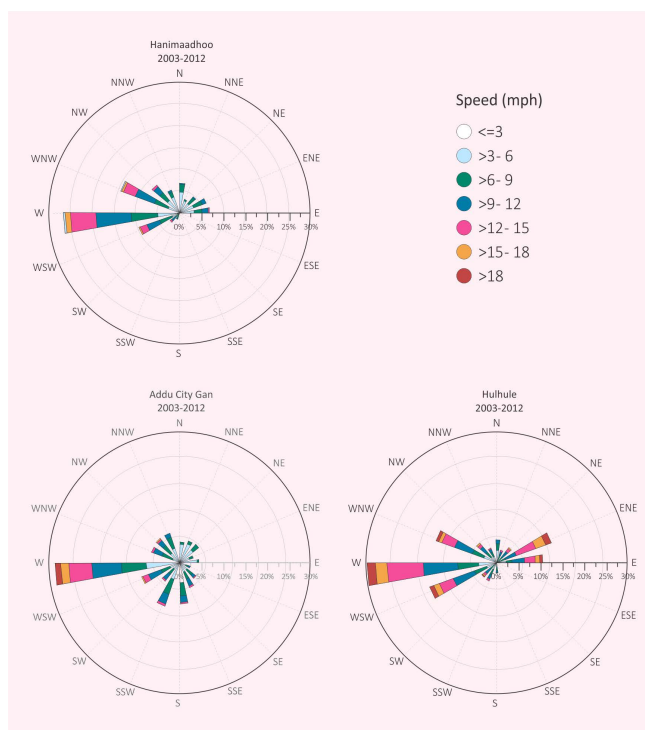 Hanimaadhoo
2003-2012
N
NNW
NNE
NW
NE
WNW
ENE
W
E
0% 5% 10% 15% 20% 25% 30%
WSW
ESE
SW
SE
SSW
SSE
S
Speed (mph)
<=3
>3- 6
>6- 9
>9- 12
>12- 15
>15- 18
>18
Addu City Gan
2003-2012
N
NNW
NNE
NW
NE
WNW
ENE
W
E
0% 5% 10% 15% 20% 25% 30%
WSW
ESE
SW
SE
SSW
SSE
S
Hulhule
2003-2012
N
NNW
NNE
NW
NE
WNW
ENE
W
E
0% 5% 10% 15% 20% 25% 30%
WSW
ESE
SW
SE
SSW
SSE
S